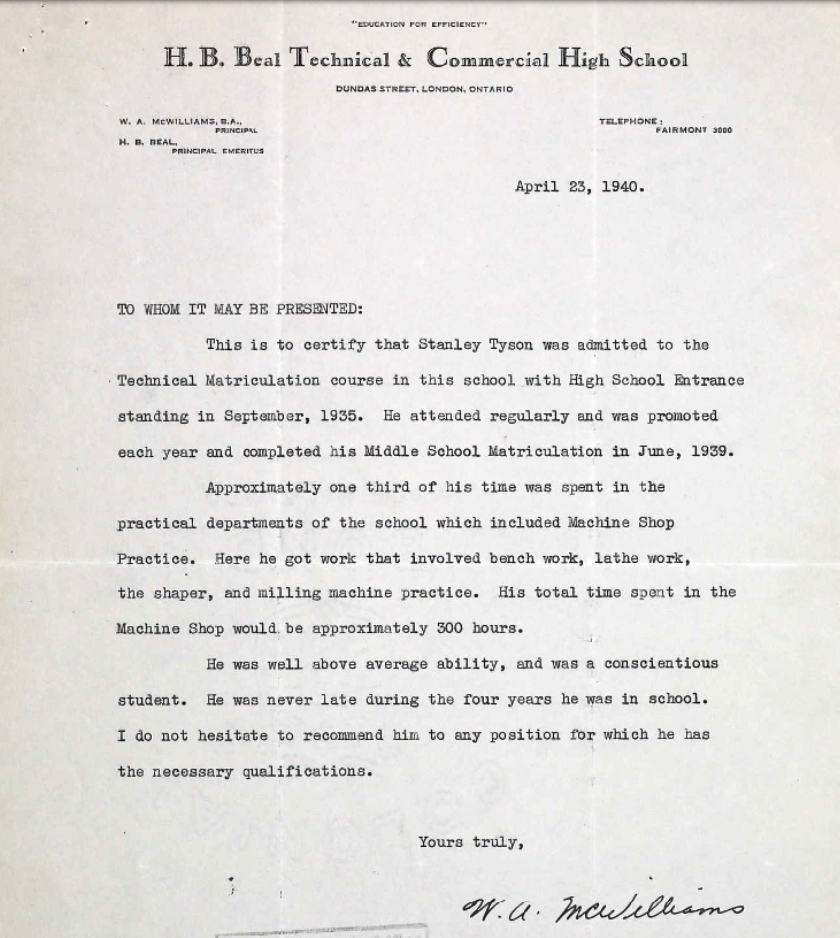 "EDUCATION FOR EFFICIENCY"
H. B. Beal Technical & Commercial High School
DUNDAS STREET, LONDON, ONTARIO
W. A. McWILLIAMS, B.A.,
PRINCIPAL
H. B. BEAL,
PRINCIPAL EMERITUS
TELEPHONE:
FAIRMONT 3000
April 23, 1940.
TO WHOM IT MAY BE PRESENTED:
This is to certify that Stanley Tyson was admitted to the
Technical Matriculation course in this school with High School Entrance
standing in September, 1935. He attended regularly and was promoted
each year and completed his Middle School Matriculation in June, 1939.
Approximately one third of his time was spent in the
practical departments of the school which included Machine Shop
Practice. Here he got work that involved bench work, lathe work,
the shaper, and milling machine practice. His total time spent in the
Machine Shop would be approximately 300 hours.
He was well above average ability, and was a conscientious
student. He was never late during the four years he was in school.
I do not hesitate to recommend him to any position for which he has
the necessary qualifications.
Yours truly,
W. A. McWilliams